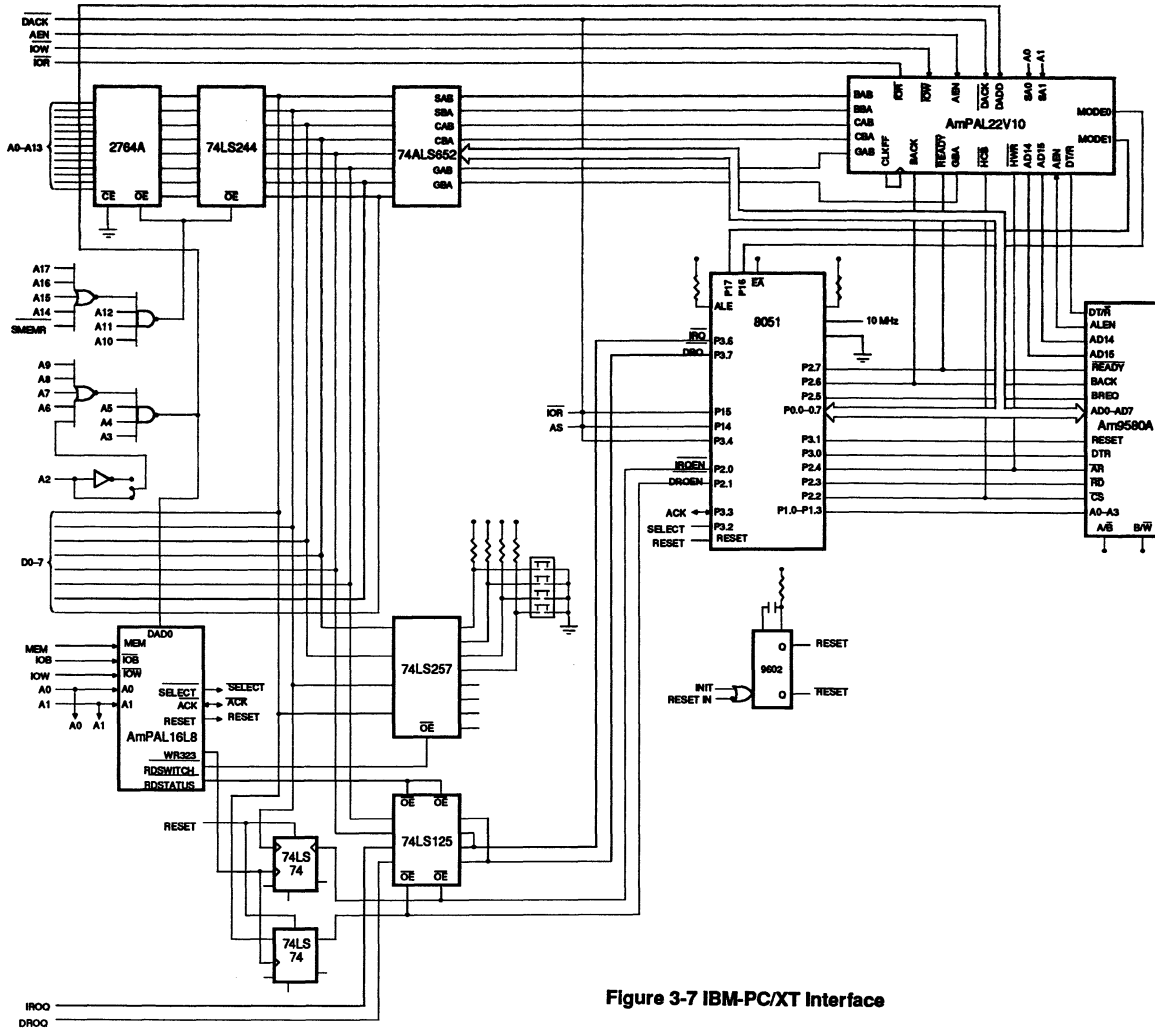 DACK
AEN
IOW
IOR
A0–A13
2764A
CE
OE
74LS244
OE
SAB
SBA
CAB
CBA
74ALS652
GAB
GBA
BAB
BBA
CAB
CBA
GAB
IOR
IOW
AEN
DACK
DADD
SA0
SA1
A0
A1
AmPAL22V10
MODE0
MODE1
CLKFF
BACK
READY
GBA
HCB
HWR
AD14
AD15
AEN
DT/R
A17
A16
A15
A14
SMEMR
A12
A11
A10
A9
A8
A7
A6
A5
A4
A3
A2
D0–7
P17
P16
EA
ALE
8051
10 MHz
IRQ
P3.6
DRQ
P3.7
IOR
P15
AS
P14
P3.4
IRQEN
P2.0
DRQEN
P2.1
ACK
P3.3
SELECT
P3.2
RESET
RESET
P2.7
P2.6
P2.5
P0.0–0.7
P3.1
P3.0
P2.4
P2.3
P2.2
P1.0–P1.3
DT/R
ALEN
AD14
AD15
READY
BACK
BREQ
AD0–AD7
Am9580A
RESET
DTR
AR
RD
CS
A0–A3
A/B
B/W
DAD0
MEM
MEM
IOB
IOB
IOW
IOW
A0
A0
A1
A1
A0
A1
SELECT
SELECT
ACK
ACK
RESET
RESET
AmPAL16L8
WR323
RDSWITCH
RDSTATUS
74LS257
OE
9602
Q
RESET
Q
RESET
INIT
RESET IN
RESET
74LS
74
74LS
74
OE
OE
74LS125
OE
OE
IROQ
DROQ
Figure 3-7 IBM-PC/XT Interface